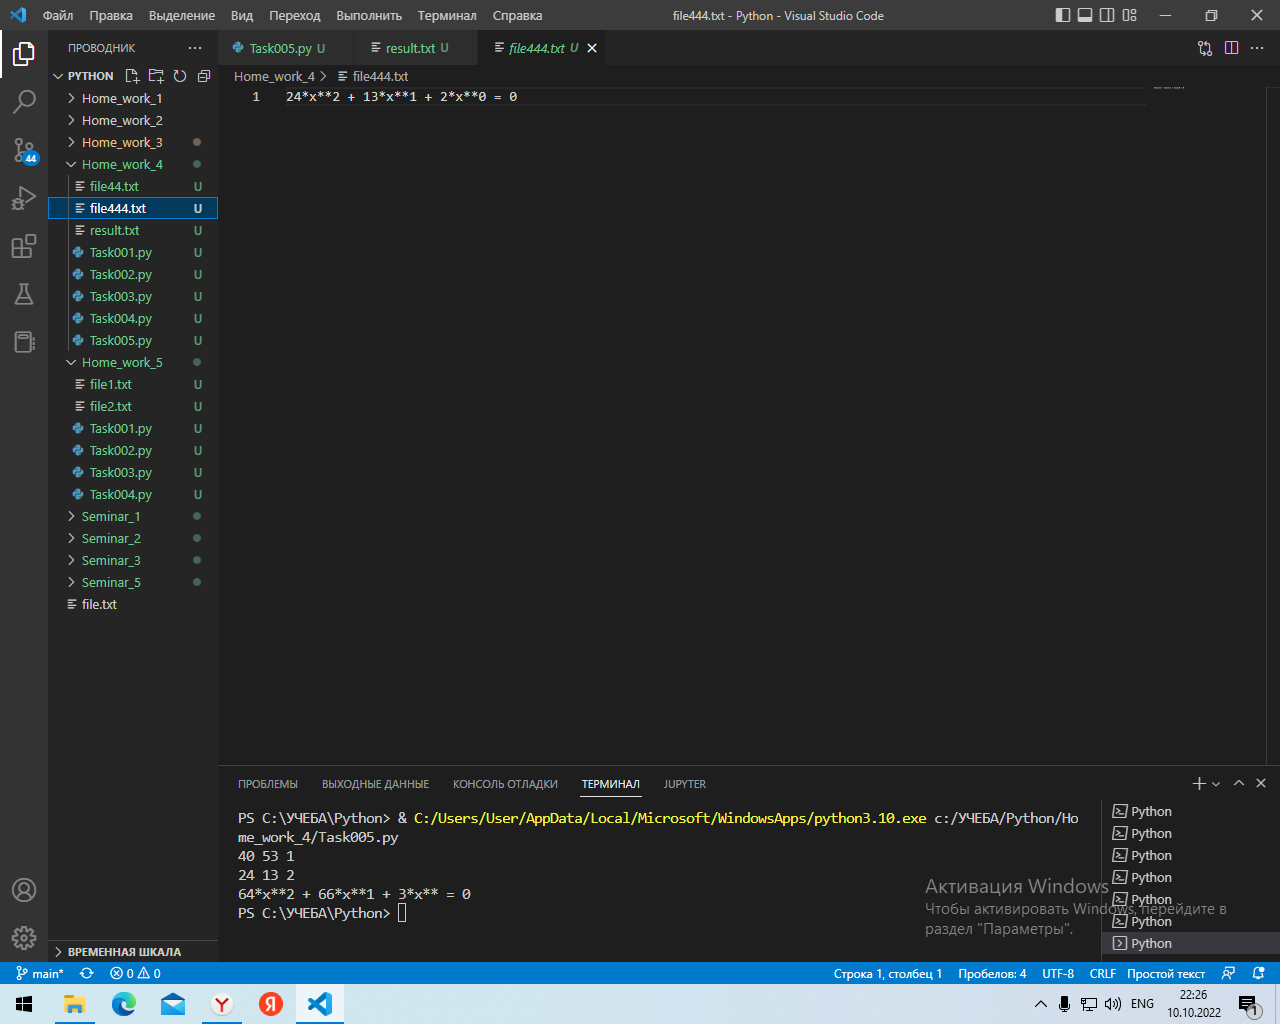 Файл Правка Выделение Вид Переход Выполнить Терминал Справка file444.txt - Python - Visual Studio Code
ПРОВОДНИК ···
PYTHON
Home_work_1
Home_work_2
Home_work_3
Home_work_4
file44.txt U
file444.txt U
result.txt U
Task001.py U
Task002.py U
Task003.py U
Task004.py U
Task005.py U
Home_work_5
file1.txt U
file2.txt U
Task001.py U
Task002.py U
Task003.py U
Task004.py U
Seminar_1
Seminar_2
Seminar_3
Seminar_5
file.txt
ВРЕМЕННАЯ ШКАЛА
44
Task005.py U result.txt U file444.txt U
Home_work_4 > file444.txt
1 24*x**2 + 13*x**1 + 2*x**0 = 0
ПРОБЛЕМЫ ВЫХОДНЫЕ ДАННЫЕ КОНСОЛЬ ОТЛАДКИ ТЕРМИНАЛ JUPYTER
PS C:\УЧЕБА\Python> & C:/Users/User/AppData/Local/Microsoft/WindowsApps/python3.10.exe c:/УЧЕБА/Python/Ho
me_work_4/Task005.py
40 53 1
24 13 2
64*x**2 + 66*x**1 + 3*x** = 0
PS C:\УЧЕБА\Python>
Python
Python
Python
Python
Python
Python
Python
Активация Windows
Чтобы активировать Windows, перейдите в
раздел "Параметры".
main* 0 0 Строка 1, столбец 1 Пробелов: 4 UTF-8 CRLF Простой текст
Y Я ENG 22:26
10.10.2022 1